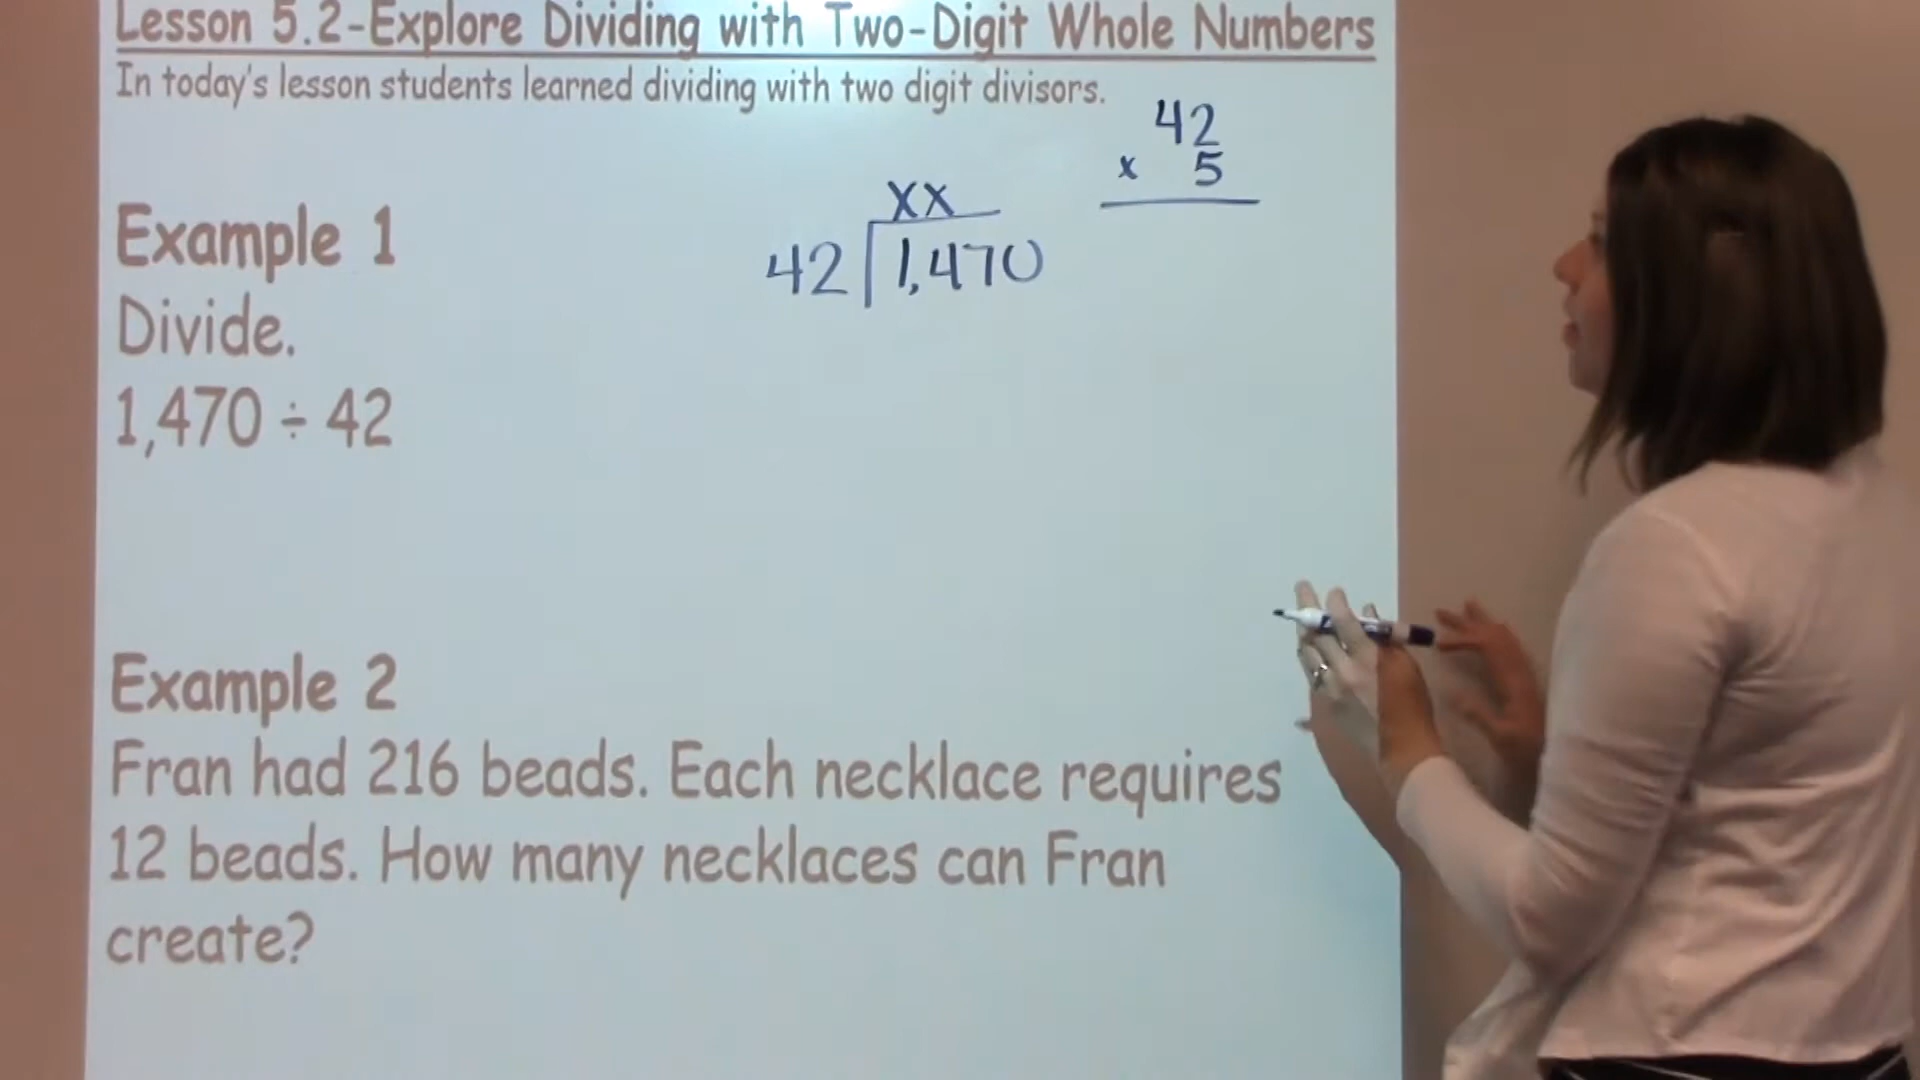 Lesson 5.2-Explore Dividing with Two-Digit Whole Numbers
In today's lesson students learned dividing with two digit divisors.
42
x 5
XX
42 1,470
Example 1
Divide.
1,470 ÷ 42
Example 2
Fran had 216 beads. Each necklace requires
12 beads. How many necklaces can Fran
create?